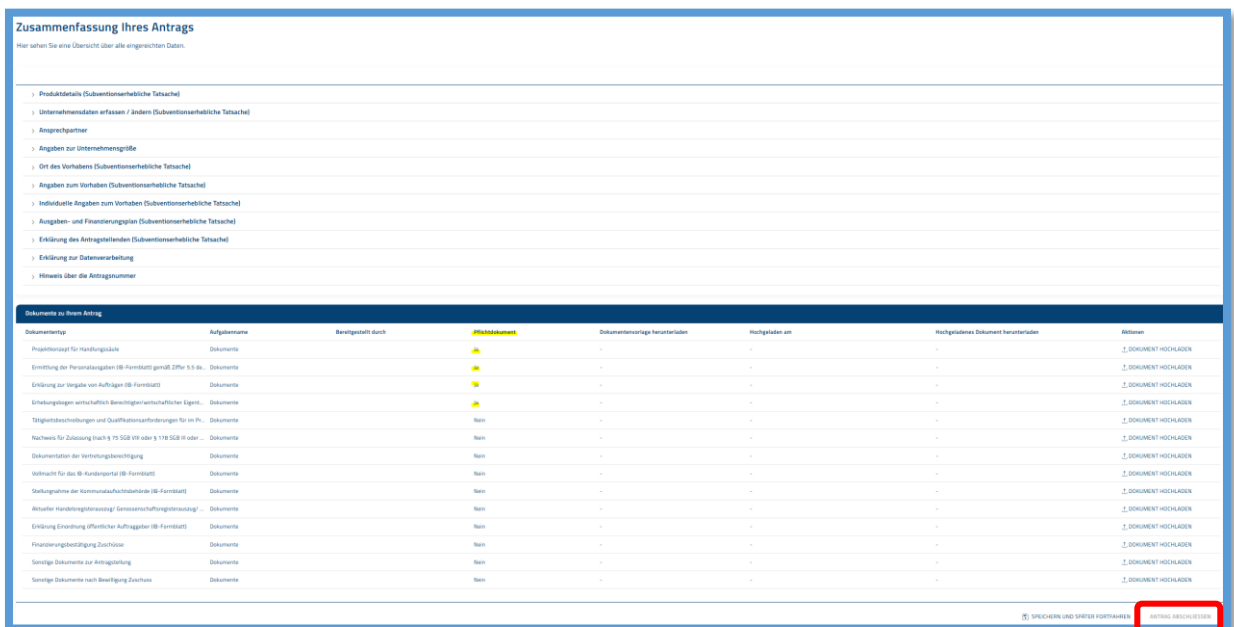 Zusammenfassung Ihres Antrags
Hier sehen Sie eine Übersicht über alle eingereichten Daten.
> Produktdetails (Subventionserhebliche Tatsache)
> Unternehmensdaten erfassen / ändern (Subventionserhebliche Tatsache)
> Ansprechpartner
> Angaben zur Unternehmensgröße
> Ort des Vorhabens (Subventionserhebliche Tatsache)
> Angaben zum Vorhaben (Subventionserhebliche Tatsache)
> Individuelle Angaben zum Vorhaben (Subventionserhebliche Tatsache)
> Ausgaben- und Finanzierungsplan (Subventionserhebliche Tatsache)
> Erklärung des Antragstellenden (Subventionserhebliche Tatsache)
> Erklärung zur Datenverarbeitung
> Hinweis über die Antragsnummer
Dokumente zu Ihrem Antrag
Dokumententyp Aufgabenname Bereitgestellt durch Pflichtdokument Dokumentenvorlage herunterladen Hochgeladen am Hochgeladenes Dokument herunterladen Aktionen
Projektkonzept für Handlungssäule Dokumente Ja - - - DOKUMENT HOCHLADEN
Ermittlung der Personalausgaben (IB-Formblatt) gemäß Ziffer 5.5 de... Dokumente Ja - - - DOKUMENT HOCHLADEN
Erklärung zur Vergabe von Aufträgen (IB-Formblatt) Dokumente Ja - - - DOKUMENT HOCHLADEN
Erhebungsbogen wirtschaftlich Berechtigter/wirtschaftlicher Eigent... Dokumente Ja - - - DOKUMENT HOCHLADEN
Tätigkeitsbeschreibungen und Qualifikationsanforderungen für im Pr... Dokumente Nein - - - DOKUMENT HOCHLADEN
Nachweis für Zulassung (nach § 75 SGB VIII oder § 178 SGB III oder ... Dokumente Nein - - - DOKUMENT HOCHLADEN
Dokumentation der Vertretungsberechtigung Dokumente Nein - - - DOKUMENT HOCHLADEN
Vollmacht für das IB-Kundenportal (IB-Formblatt) Dokumente Nein - - - DOKUMENT HOCHLADEN
Stellungnahme der Kommunalaufsichtsbehörde (IB-Formblatt) Dokumente Nein - - - DOKUMENT HOCHLADEN
Aktueller Handelsregisterauszug/ Genossenschaftsregisterauszug/ ... Dokumente Nein - - - DOKUMENT HOCHLADEN
Erklärung Einordnung öffentlicher Auftraggeber (IB-Formblatt) Dokumente Nein - - - DOKUMENT HOCHLADEN
Finanzierungsbestätigung Zuschüsse Dokumente Nein - - - DOKUMENT HOCHLADEN
Sonstige Dokumente zur Antragstellung Dokumente Nein - - - DOKUMENT HOCHLADEN
Sonstige Dokumente nach Bewilligung Zuschuss Dokumente Nein - - - DOKUMENT HOCHLADEN
SPEICHERN UND SPÄTER FORTFAHREN ANTRAG ABSCHLIESSEN